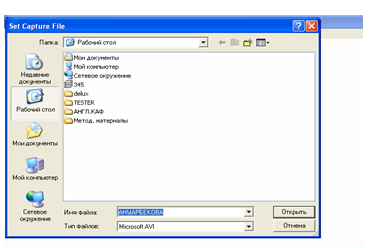 Set Capture File
Папка:
Рабочий стол
Недавние
документы
Рабочий стол
Мои документы
Мой компьютер
Сетевое
окружение
Мои документы
Мой компьютер
Сетевое окружение
345
delux
TESTER
АНГЛ.КАФ
Метод. материалы
Имя файла:
Открыть
Тип файлов:
Microsoft AVI
Отмена